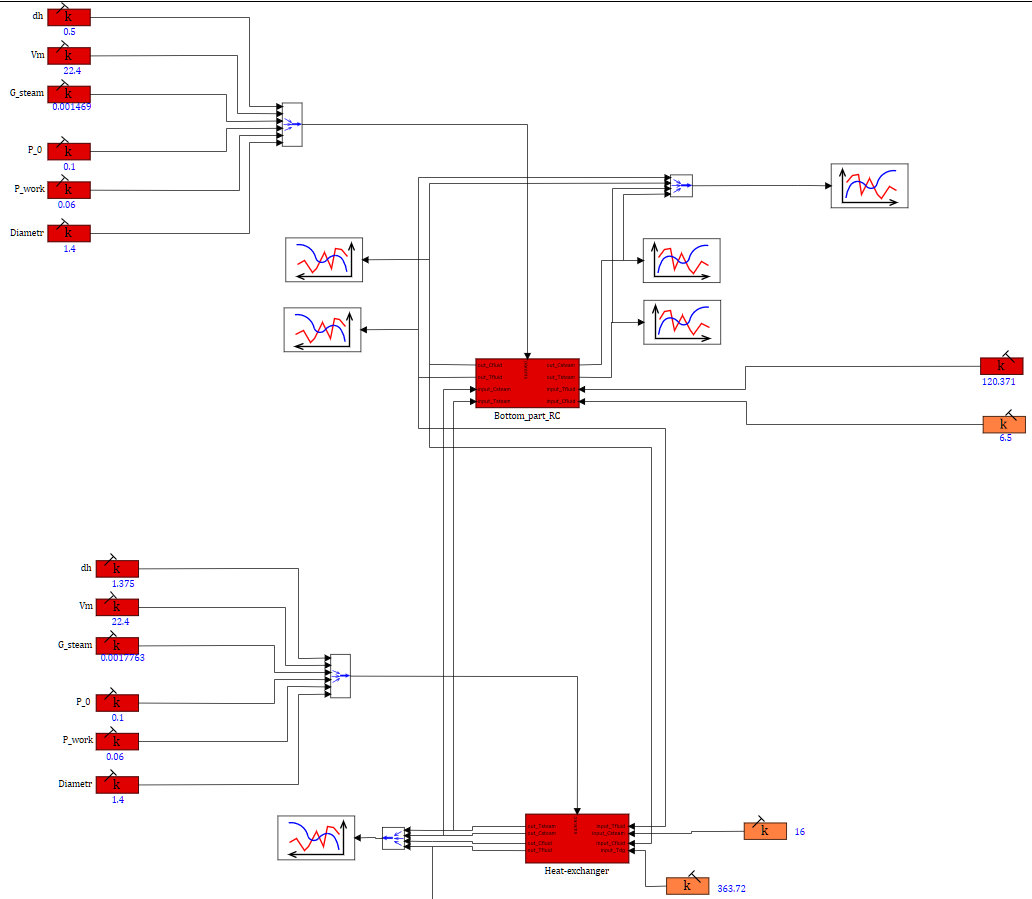 dh
k
0.5
Vm
k
22.4
G_steam
k
0.001469
P_0
k
0.1
P_work
k
0.06
Diametr
k
1.4
k
120.371
k
6.5
Bottom_part_RC
dh
k
1.375
Vm
k
22.4
G_steam
k
0.0017763
P_0
k
0.1
P_work
k
0.06
Diametr
k
1.4
k
16
k
363.72
Heat-exchanger